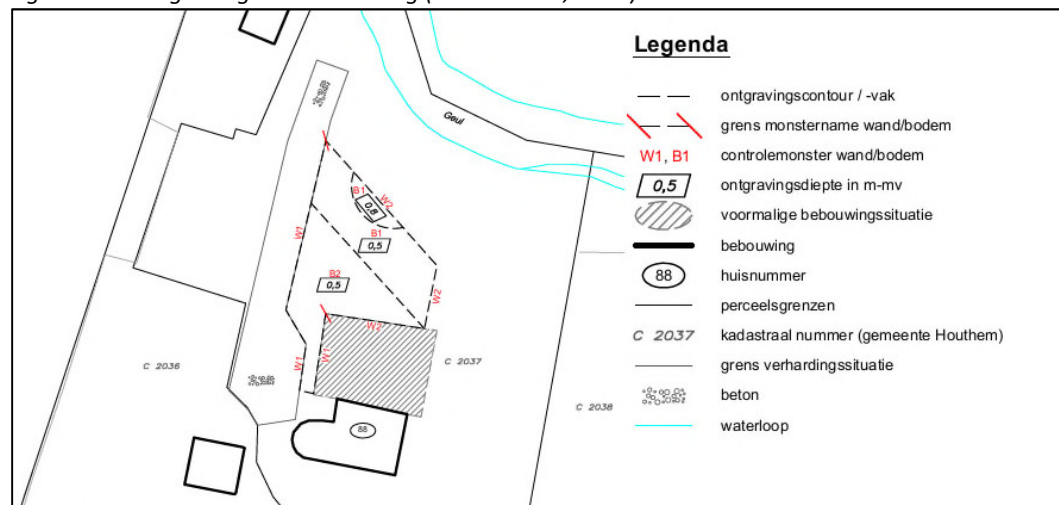 Geul
B1
0,8
W2
B1
0,5
W1
B2
0,5
W2
W2
W1
W1
C 2036
C 2037
C 2038
88
Legenda
ontgravingscontour / -vak
grens monstername wand/bodem
W1, B1 controlemonster wand/bodem
0,5 ontgravingsdiepte in m-mv
voormalige bebouwingssituatie
bebouwing
88 huisnummer
perceelsgrenzen
C 2037 kadastraal nummer (gemeente Houthem)
grens verhardingssituatie
beton
waterloop